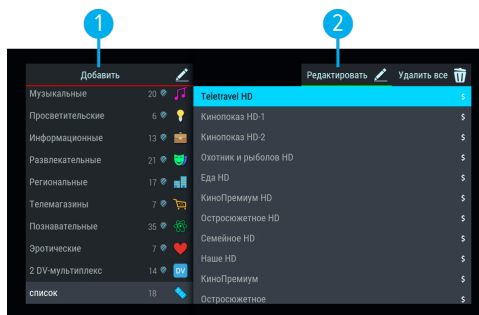 1 2
Добавить
Редактировать Удалить все
Музыкальные 20
Просветительские 6
Информационные 13
Развлекательные 21
Региональные 17
Телемагазины 7
Познавательные 35
Эротические 7
2 DV-мультиплекс 14 DV
список 18
Teletravel HD $
Кинопоказ HD-1 $
Кинопоказ HD-2 $
Охотник и рыболов HD $
Еда HD $
КиноПремиум HD $
Остросюжетное HD $
Семейное HD $
Наше HD $
КиноПремиум $
Остросюжетное $